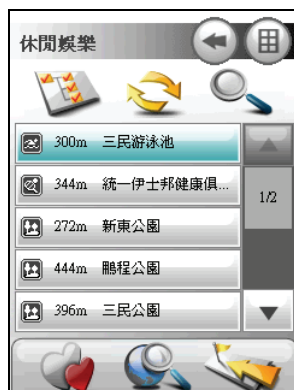 休閒娛樂
300m 三民游泳池
344m 統一伊士邦健康俱...
1/2
272m 新東公園
444m 鵬程公園
396m 三民公園